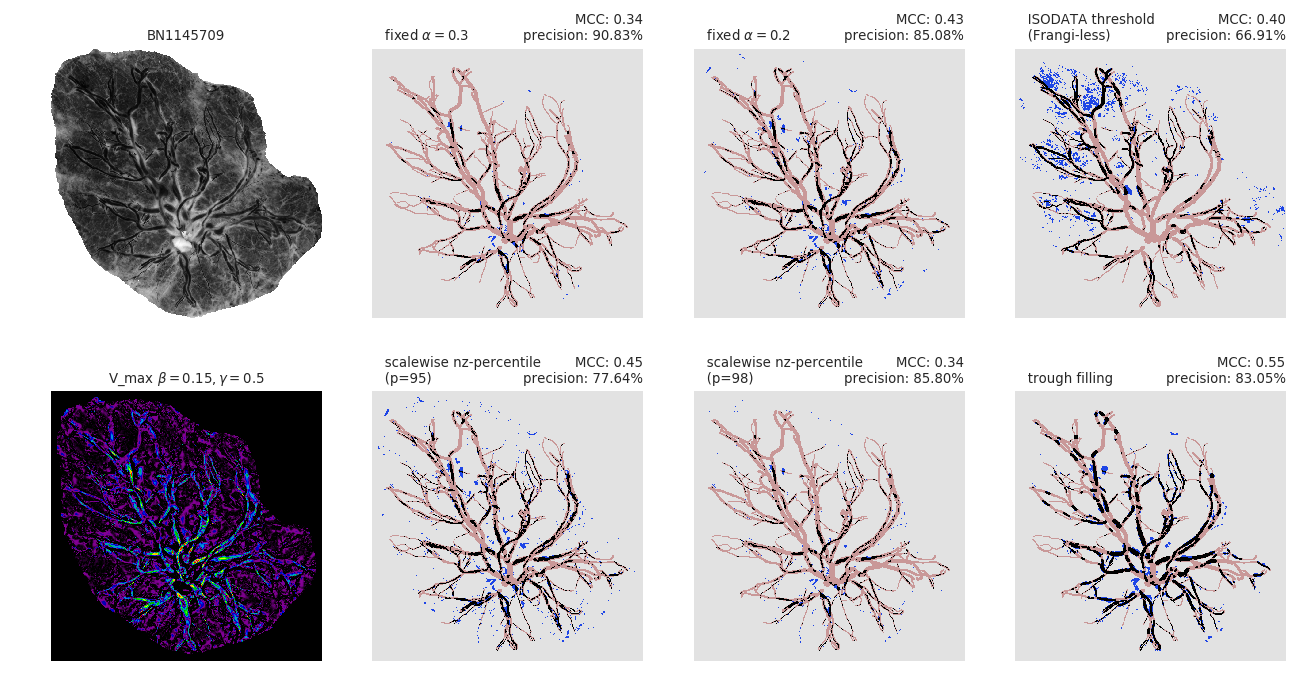 BN1145709
fixed α = 0.3
MCC: 0.34
precision: 90.83%
fixed α = 0.2
MCC: 0.43
precision: 85.08%
ISODATA threshold
(Frangi-less)
MCC: 0.40
precision: 66.91%
V_max β = 0.15, γ = 0.5
scalewise nz-percentile
(p=95)
MCC: 0.45
precision: 77.64%
scalewise nz-percentile
(p=98)
MCC: 0.34
precision: 85.80%
trough filling
MCC: 0.55
precision: 83.05%